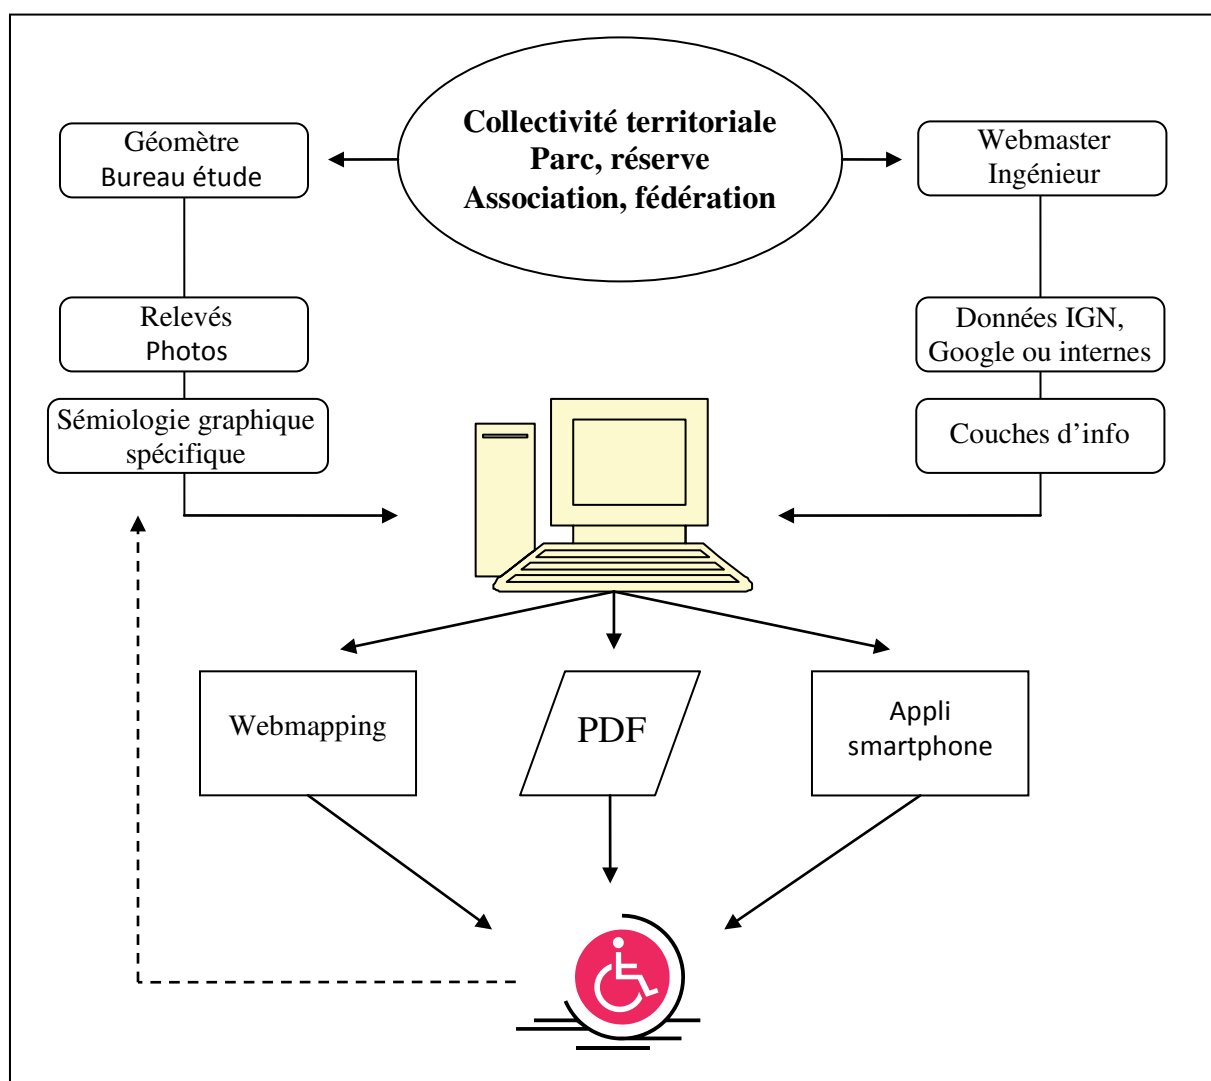 Collectivité territoriale
Parc, réserve
Association, fédération
Géomètre
Bureau étude
Webmaster
Ingénieur
Relevés
Photos
Données IGN,
Google ou internes
Sémiologie graphique
spécifique
Couches d’info
Webmapping
PDF
Appli
smartphone